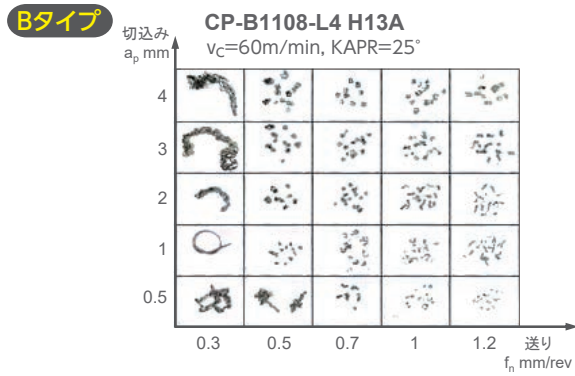 Bタイプ
CP-B1108-L4 H13A
vC=60m/min, KAPR=25°
切込み
ap mm
4
3
2
1
0.5
0.3 0.5 0.7 1 1.2 送り
fn mm/rev